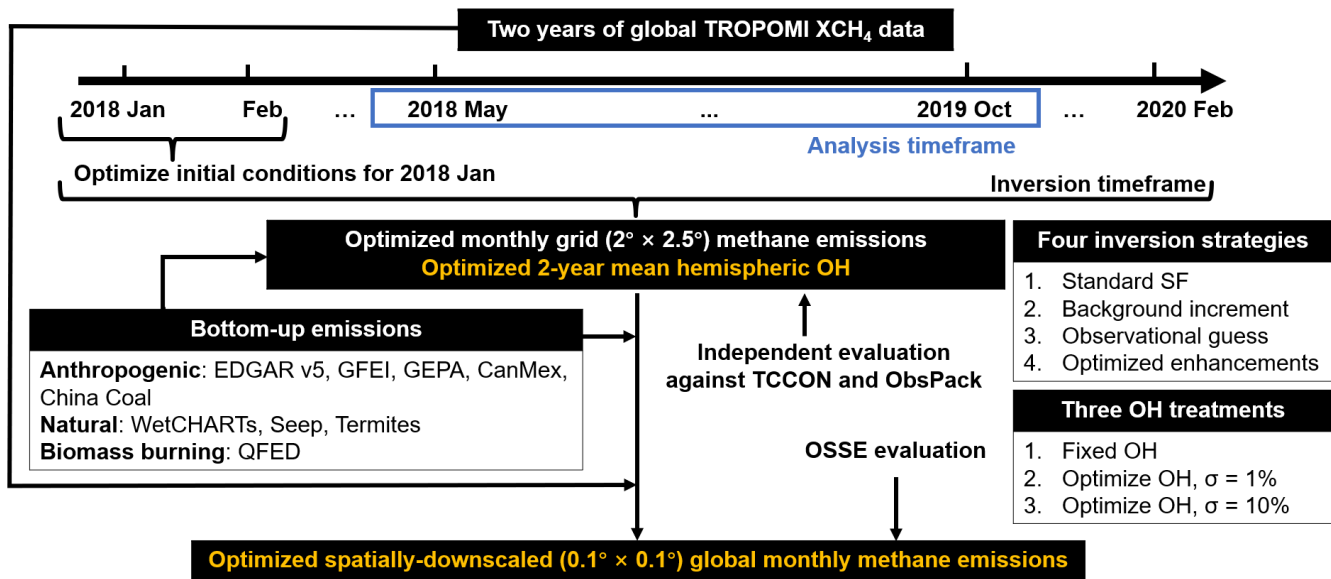 Two years of global TROPOMI XCH₄ data
2018 Jan Feb ... 2018 May ... 2019 Oct ... 2020 Feb
Analysis timeframe
Optimize initial conditions for 2018 Jan
Inversion timeframe
Optimized monthly grid (2° × 2.5°) methane emissions
Optimized 2-year mean hemispheric OH
Four inversion strategies
1. Standard SF
2. Background increment
3. Observational guess
4. Optimized enhancements
Bottom-up emissions
Anthropogenic: EDGAR v5, GFEI, GEPA, CanMex,
China Coal
Natural: WetCHARTs, Seep, Termites
Biomass burning: QFED
Independent evaluation
against TCCON and ObsPack
OSSE evaluation
Three OH treatments
1. Fixed OH
2. Optimize OH, σ = 1%
3. Optimize OH, σ = 10%
Optimized spatially-downscaled (0.1° × 0.1°) global monthly methane emissions